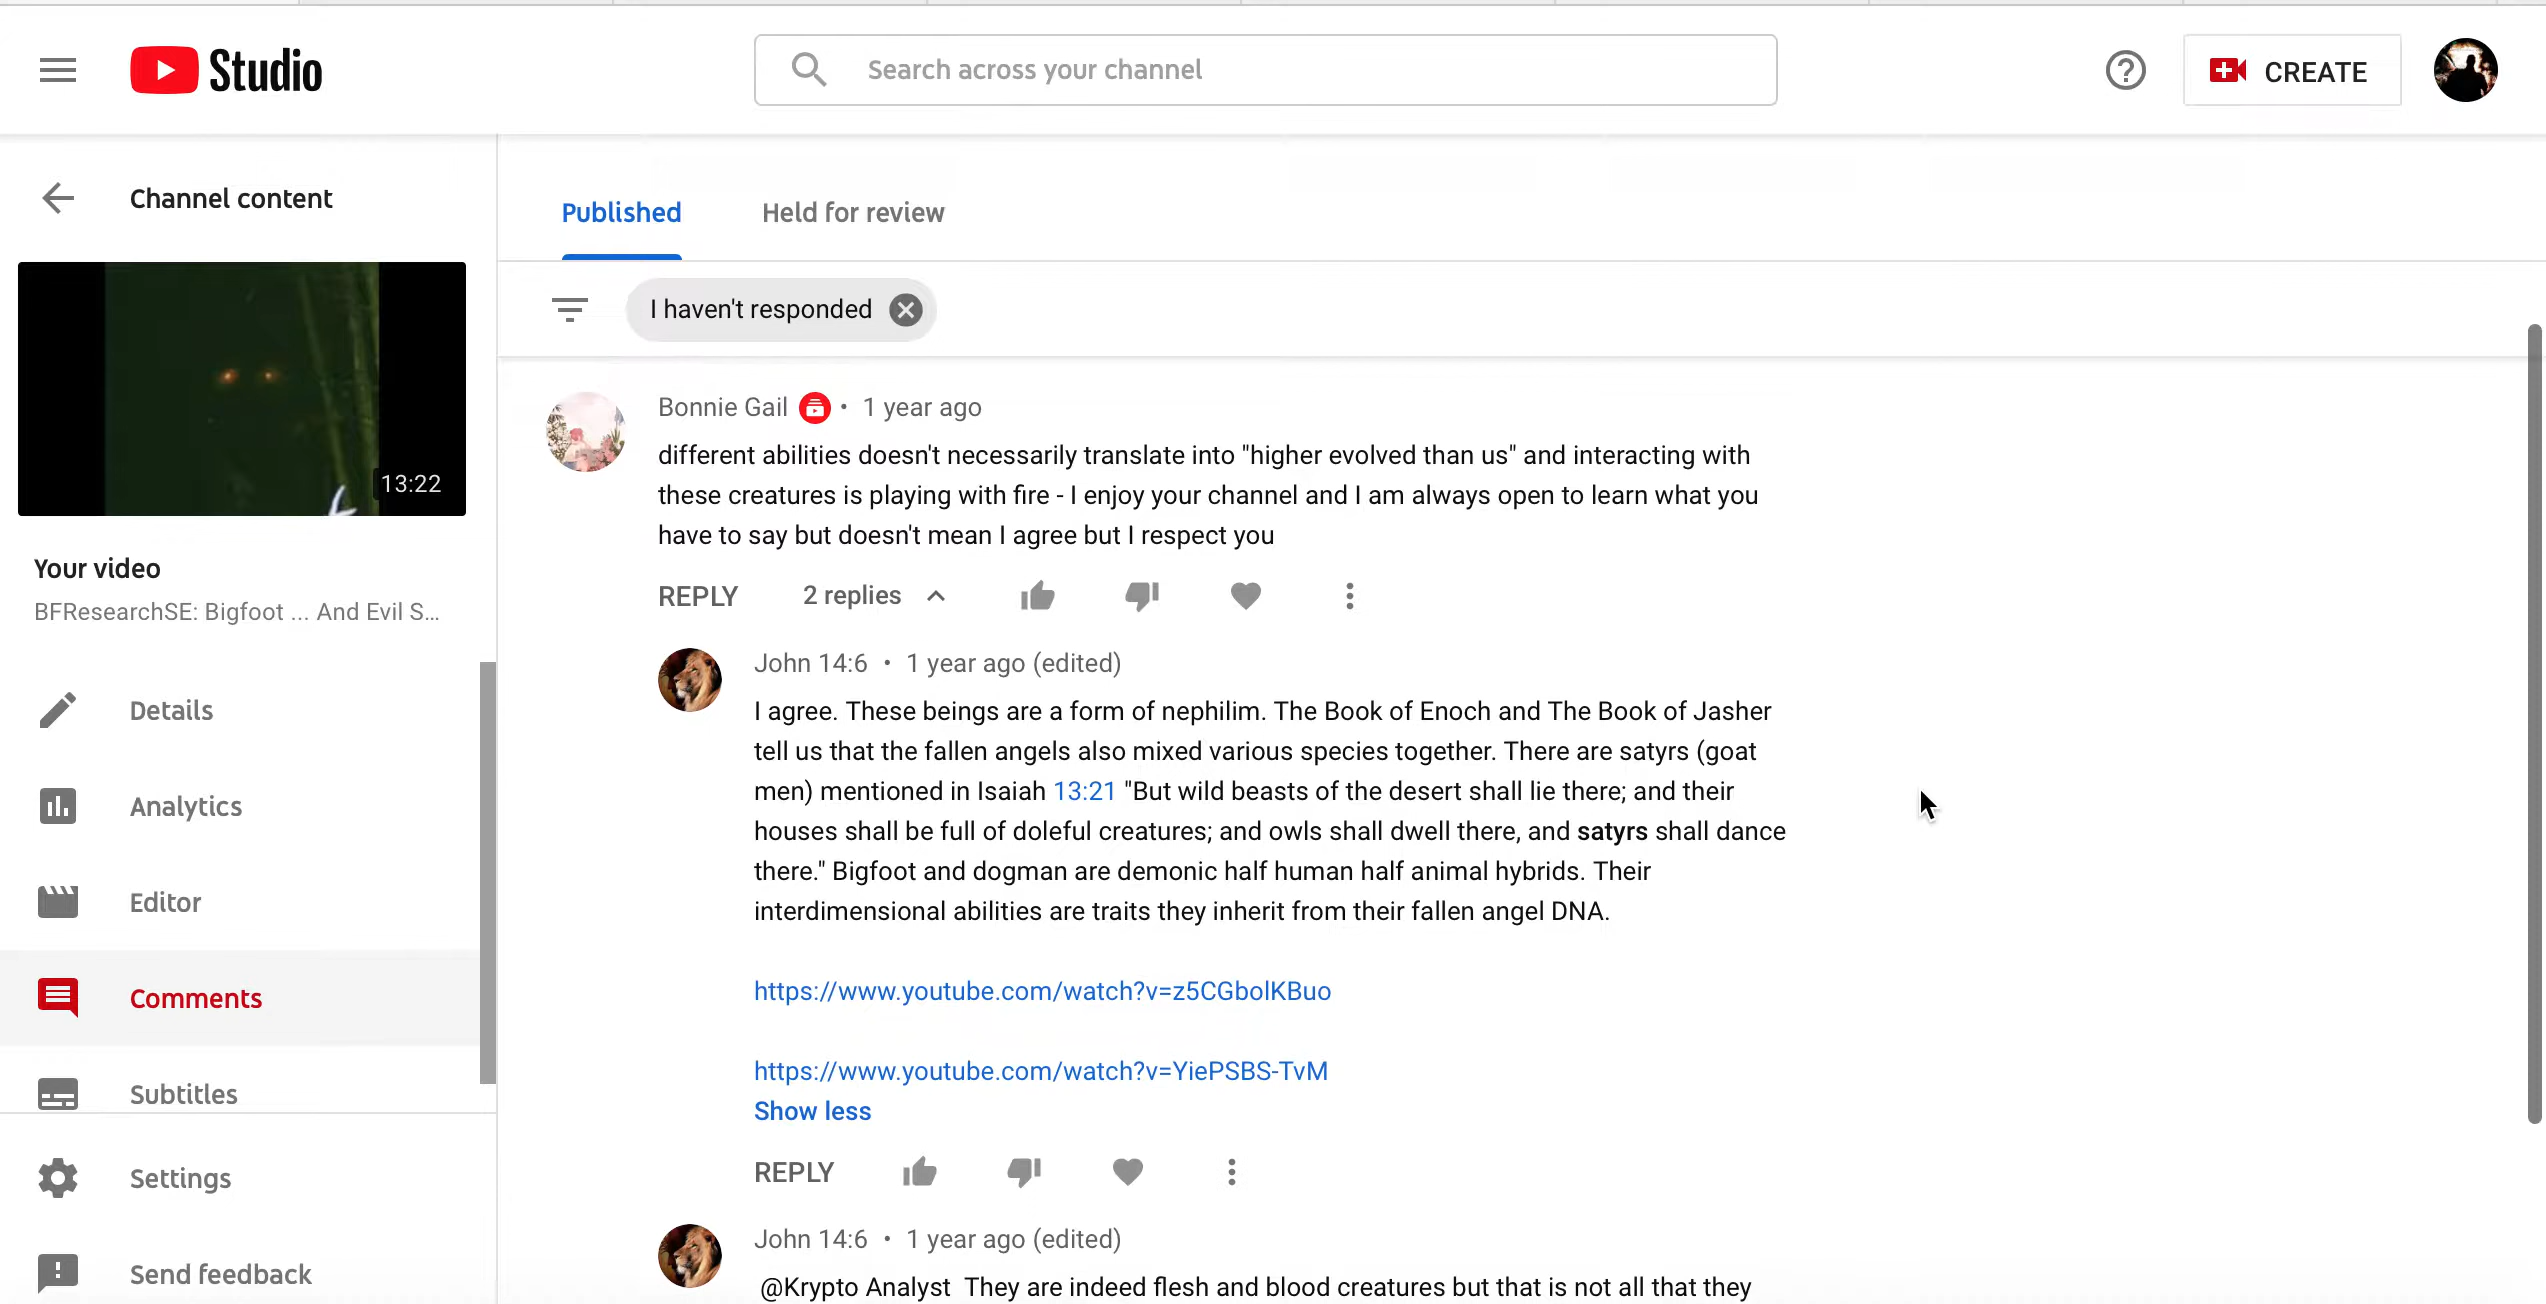 Studio
Search across your channel
CREATE
Channel content
13:22
Your video
BFResearchSE: Bigfoot ... And Evil S...
Details
Analytics
Editor
Comments
Subtitles
Settings
Send feedback
Published
Held for review
I haven't responded
Bonnie Gail • 1 year ago
different abilities doesn't necessarily translate into "higher evolved than us" and interacting with
these creatures is playing with fire - I enjoy your channel and I am always open to learn what you
have to say but doesn't mean I agree but I respect you
REPLY 2 replies
John 14:6 • 1 year ago (edited)
I agree. These beings are a form of nephilim. The Book of Enoch and The Book of Jasher
tell us that the fallen angels also mixed various species together. There are satyrs (goat
men) mentioned in Isaiah 13:21 "But wild beasts of the desert shall lie there; and their
houses shall be full of doleful creatures; and owls shall dwell there, and satyrs shall dance
there." Bigfoot and dogman are demonic half human half animal hybrids. Their
interdimensional abilities are traits they inherit from their fallen angel DNA.
https://www.youtube.com/watch?v=z5CGbolKBuo
https://www.youtube.com/watch?v=YiePSBS-TvM
Show less
REPLY
John 14:6 • 1 year ago (edited)
@Krypto Analyst They are indeed flesh and blood creatures but that is not all that they